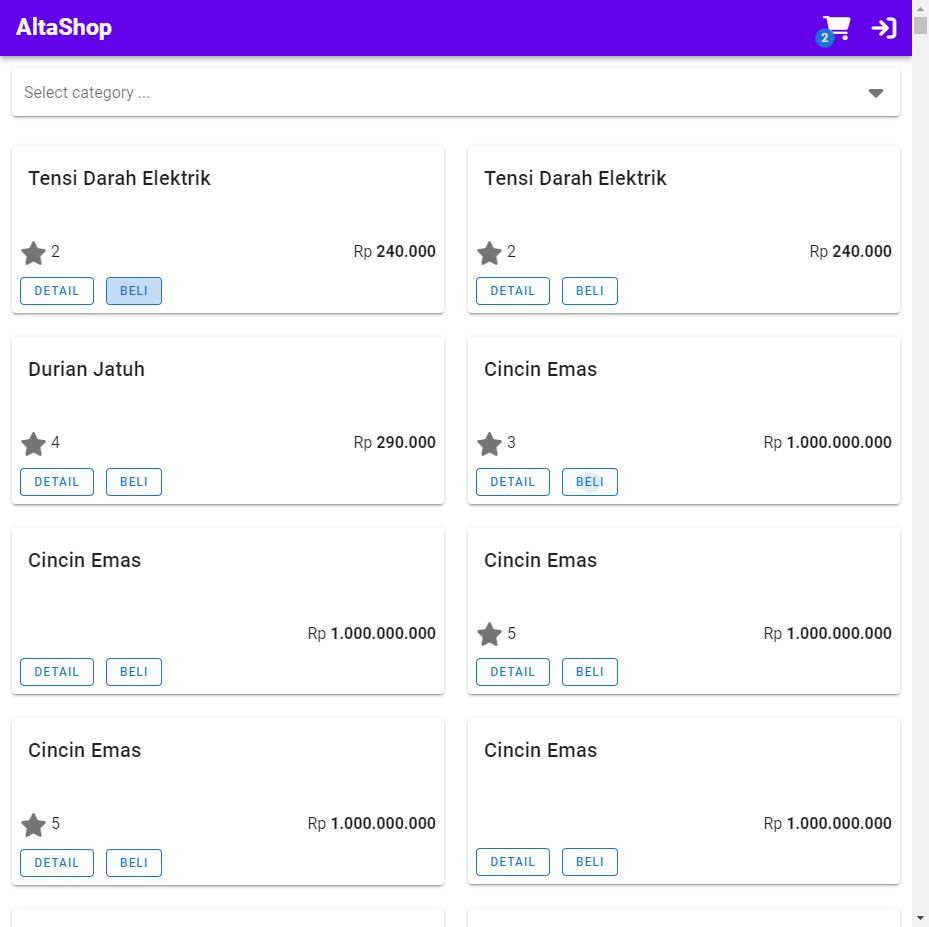 AltaShop
2
Select category ...
Tensi Darah Elektrik
2 Rp 240.000
DETAIL BELI
Tensi Darah Elektrik
2 Rp 240.000
DETAIL BELI
Durian Jatuh
4 Rp 290.000
DETAIL BELI
Cincin Emas
3 Rp 1.000.000.000
DETAIL BELI
Cincin Emas
Rp 1.000.000.000
DETAIL BELI
Cincin Emas
5 Rp 1.000.000.000
DETAIL BELI
Cincin Emas
5 Rp 1.000.000.000
DETAIL BELI
Cincin Emas
Rp 1.000.000.000
DETAIL BELI